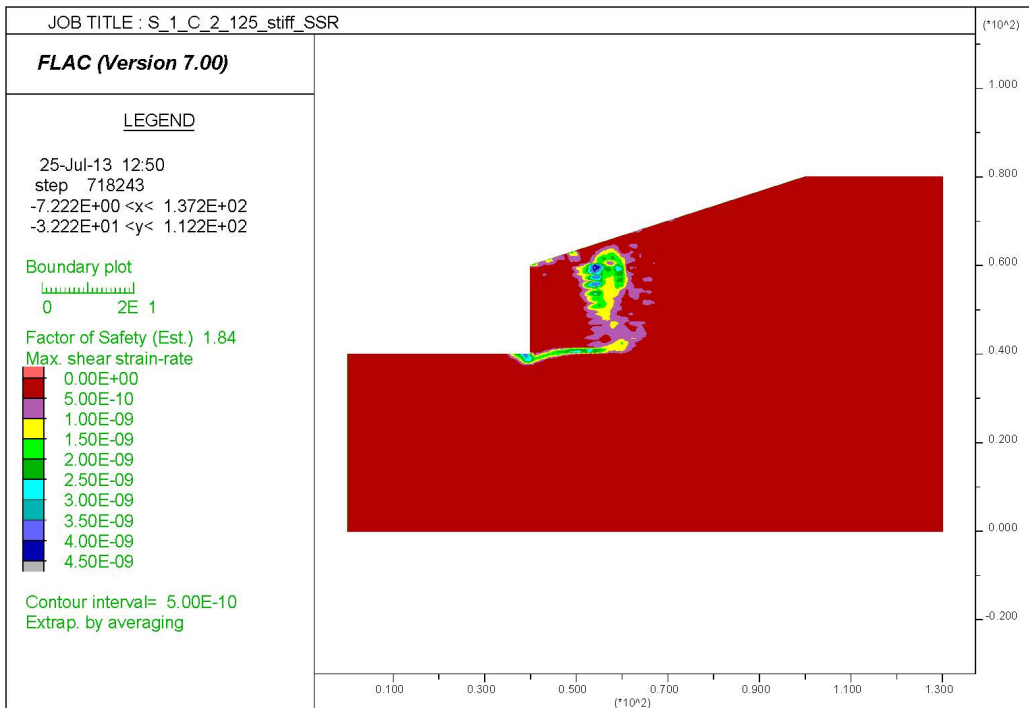 JOB TITLE : S_1_C_2_125_stiff_SSR
(*10^2)
FLAC (Version 7.00)
LEGEND
25-Jul-13 12:50
step 718243
-7.222E+00 <x< 1.372E+02
-3.222E+01 <y< 1.122E+02
Boundary plot
0 2E 1
Factor of Safety (Est.) 1.84
Max. shear strain-rate
0.00E+00
5.00E-10
1.00E-09
1.50E-09
2.00E-09
2.50E-09
3.00E-09
3.50E-09
4.00E-09
4.50E-09
Contour interval= 5.00E-10
Extrap. by averaging
1.000
0.800
0.600
0.400
0.200
0.000
-0.200
0.100 0.300 0.500 0.700 0.900 1.100 1.300
(*10^2)